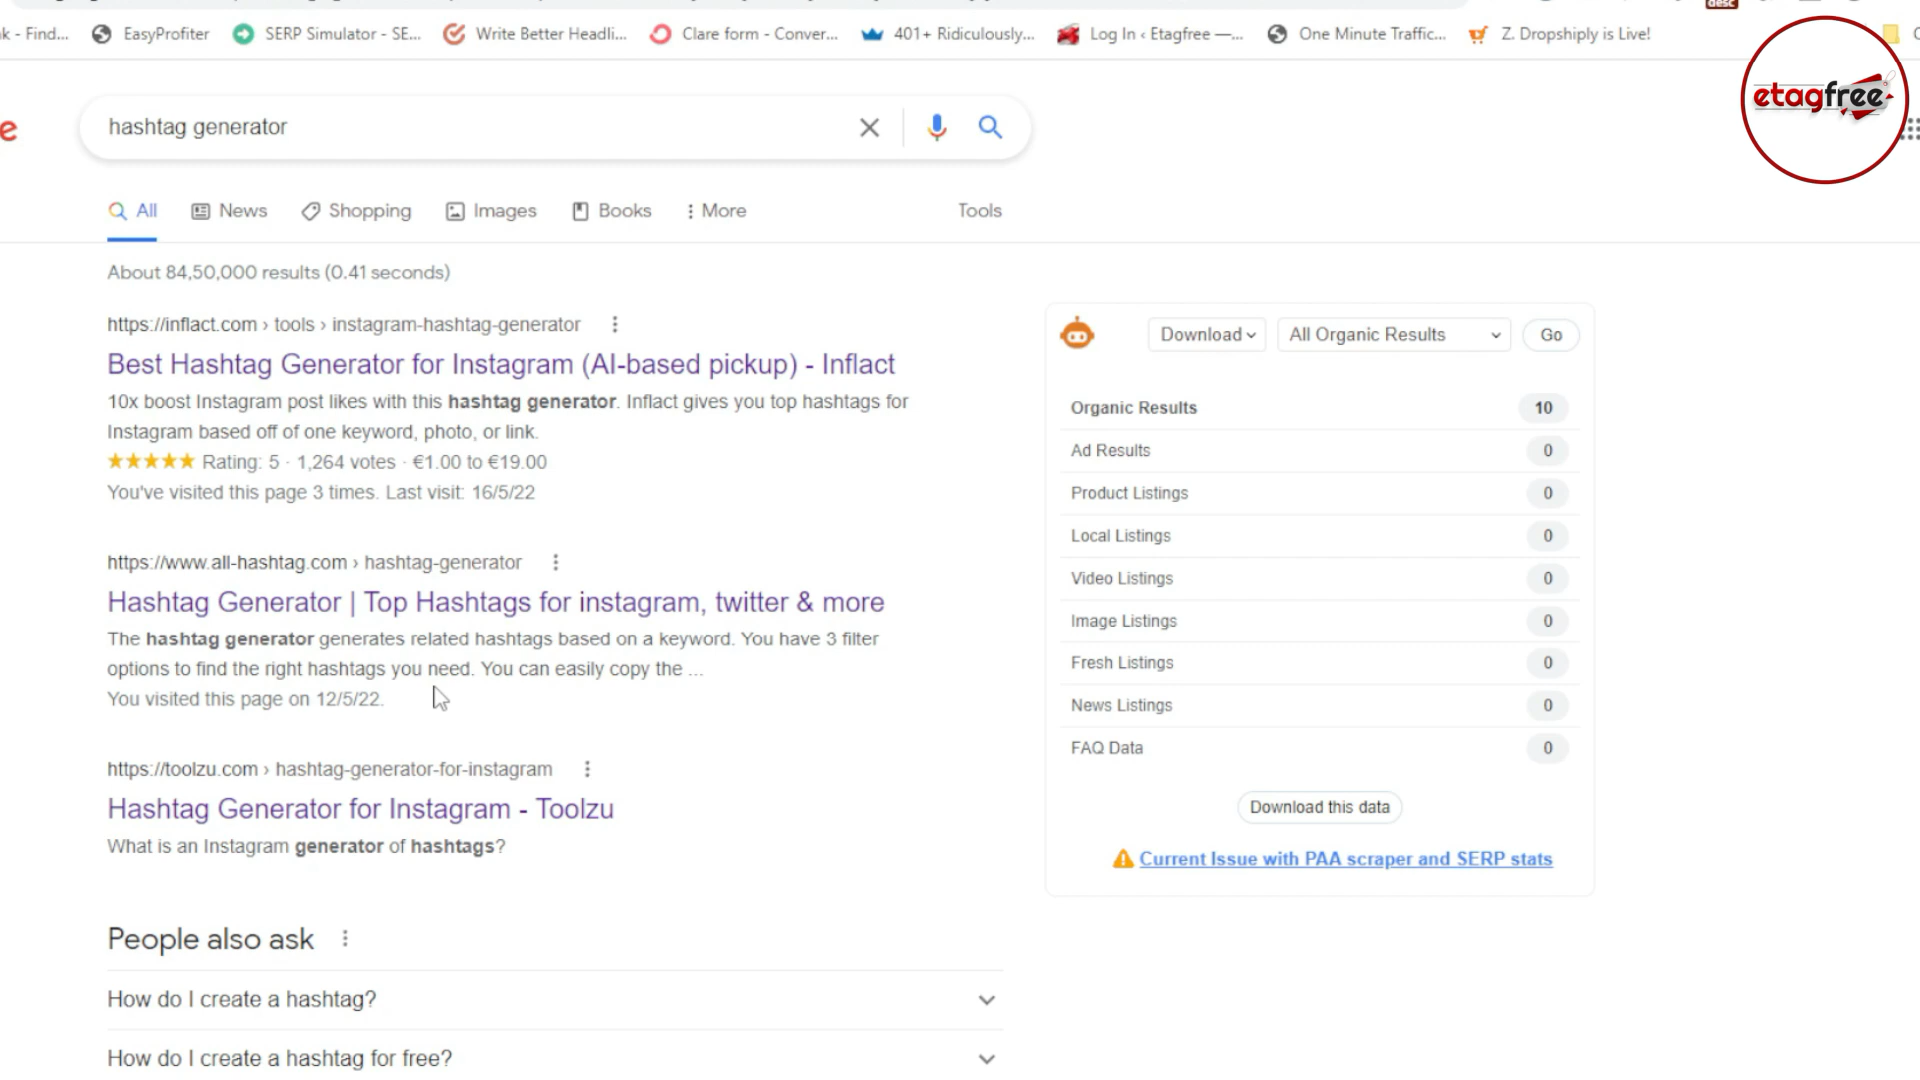 k - Find...
EasyProfiter
SERP Simulator - SE...
Write Better Headli...
Clare form - Conver...
401+ Ridiculously...
Log In ‹ Etagfree —...
One Minute Traffic...
Z. Dropshiply is Live!
desc
etagfree
e
hashtag generator
All
News
Shopping
Images
Books
More
Tools
About 84,50,000 results (0.41 seconds)
https://inflact.com › tools › instagram-hashtag-generator
Best Hashtag Generator for Instagram (AI-based pickup) - Inflact
10x boost Instagram post likes with this hashtag generator. Inflact gives you top hashtags for
Instagram based off of one keyword, photo, or link.
Rating: 5 · 1,264 votes · €1.00 to €19.00
You've visited this page 3 times. Last visit: 16/5/22
https://www.all-hashtag.com › hashtag-generator
Hashtag Generator | Top Hashtags for instagram, twitter & more
The hashtag generator generates related hashtags based on a keyword. You have 3 filter
options to find the right hashtags you need. You can easily copy the ...
You visited this page on 12/5/22.
https://toolzu.com › hashtag-generator-for-instagram
Hashtag Generator for Instagram - Toolzu
What is an Instagram generator of hashtags?
People also ask
How do I create a hashtag?
How do I create a hashtag for free?
Download
All Organic Results
Go
Organic Results 10
Ad Results 0
Product Listings 0
Local Listings 0
Video Listings 0
Image Listings 0
Fresh Listings 0
News Listings 0
FAQ Data 0
Download this data
Current Issue with PAA scraper and SERP stats